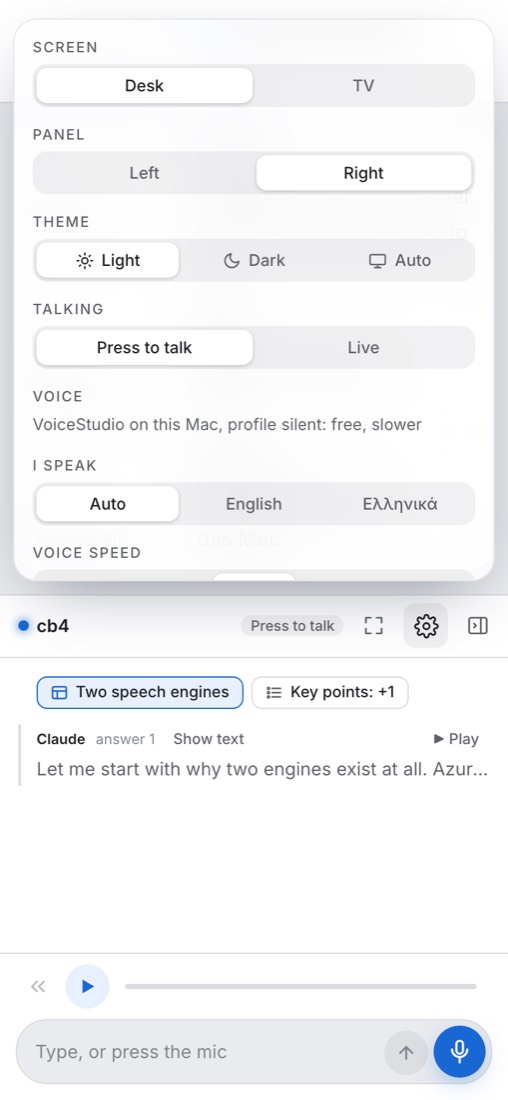 SCREEN
Desk TV
PANEL
Left Right
THEME
Light Dark Auto
TALKING
Press to talk Live
VOICE
VoiceStudio on this Mac, profile silent: free, slower
I SPEAK
Auto English Ελληνικά
VOICE SPEED
cb4 Press to talk
Two speech engines Key points: +1
Claude answer 1 Show text Play
Let me start with why two engines exist at all. Azur...
Type, or press the mic